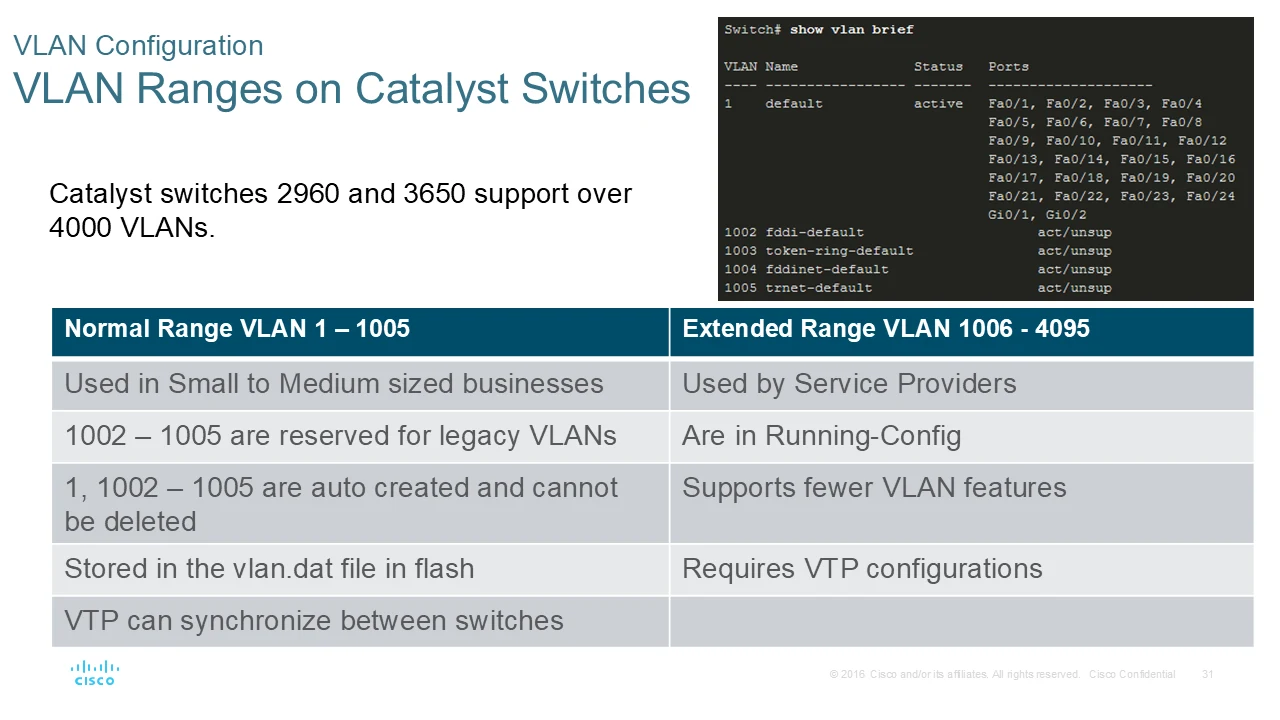 VLAN Configuration
VLAN Ranges on Catalyst Switches
Catalyst switches 2960 and 3650 support over
4000 VLANs.
Switch# show vlan brief
VLAN Name Status Ports
---- ----------------- ------- --------------------
1 default active Fa0/1, Fa0/2, Fa0/3, Fa0/4
Fa0/5, Fa0/6, Fa0/7, Fa0/8
Fa0/9, Fa0/10, Fa0/11, Fa0/12
Fa0/13, Fa0/14, Fa0/15, Fa0/16
Fa0/17, Fa0/18, Fa0/19, Fa0/20
Fa0/21, Fa0/22, Fa0/23, Fa0/24
Gi0/1, Gi0/2
1002 fddi-default act/unsup
1003 token-ring-default act/unsup
1004 fddinet-default act/unsup
1005 trnet-default act/unsup
Normal Range VLAN 1 – 1005
Extended Range VLAN 1006 - 4095
Used in Small to Medium sized businesses
Used by Service Providers
1002 – 1005 are reserved for legacy VLANs
Are in Running-Config
1, 1002 – 1005 are auto created and cannot
be deleted
Supports fewer VLAN features
Stored in the vlan.dat file in flash
Requires VTP configurations
VTP can synchronize between switches
CISCO
© 2016 Cisco and/or its affiliates. All rights reserved. Cisco Confidential
31